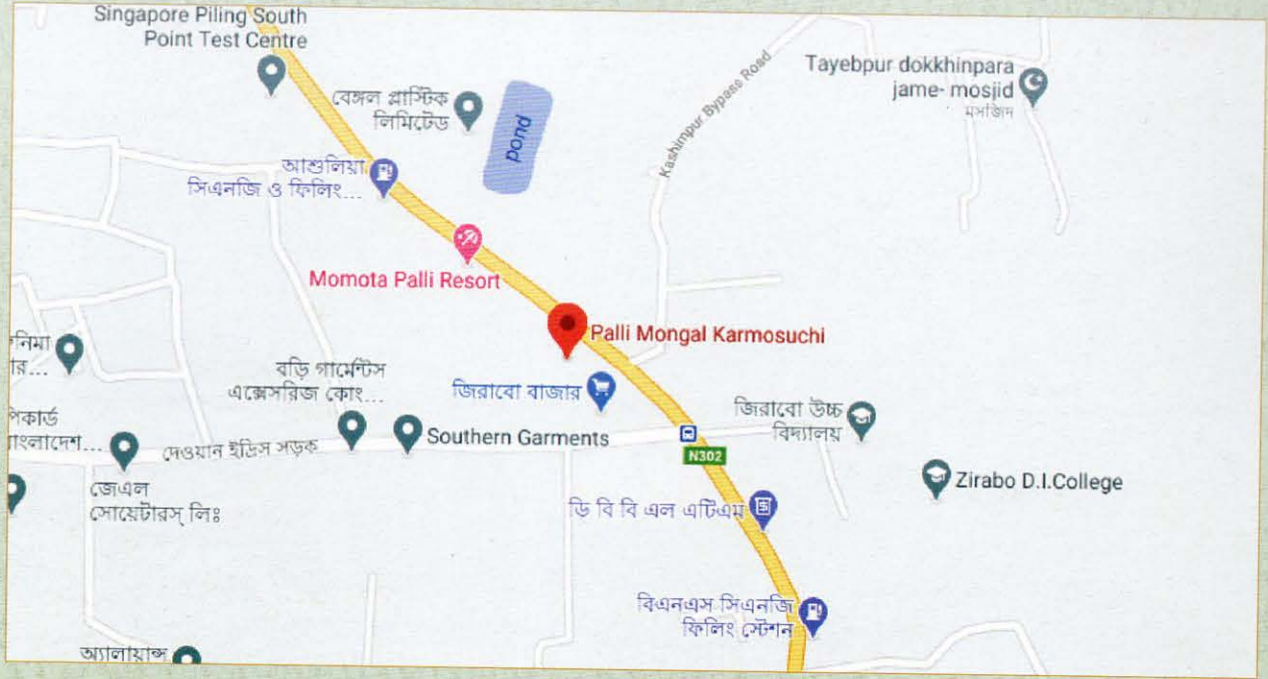 Singapore Piling South
Point Test Centre
বেঙ্গল প্লাস্টিক
লিমিটেড
pond
Kashimpur Bypass Road
Tayebpur dokkhinpara
jame- mosjid
মসজিদ
আশুলিয়া
সিএনজি ও ফিলিং...
Momota Palli Resort
Palli Mongal Karmosuchi
নিমা
ার...
বড়ি গার্মেন্টস
এক্সেসরিজ কোং...
জিরাবো বাজার
জিরাবো উচ্চ
বিদ্যালয়
পিকার্ড
বাংলাদেশ...
দেওয়ান ইদ্রিস সড়ক
Southern Garments
N302
Zirabo D.I.College
জেএল
সোয়েটারস্ লিঃ
ডি বি বি এল এটিএম
বিএনএস সিএনজি
ফিলিং স্টেশন
অ্যালায়ান্স